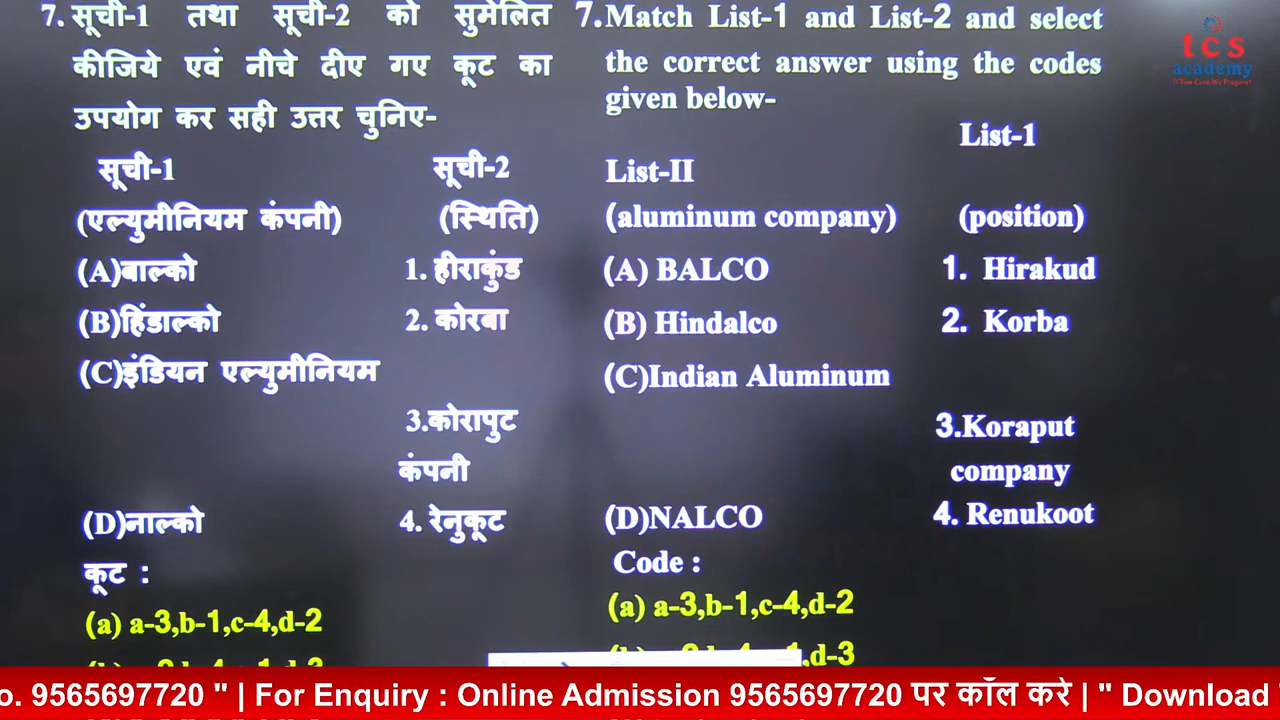 7.सूची-1 तथा सूची-2 को सुमेलित
कीजिये एवं नीचे दीए गए कूट का
उपयोग कर सही उत्तर चुनिए-
सूची-1 सूची-2
(एल्युमीनियम कंपनी) (स्थिति)
(A)बाल्को 1. हीराकुंड
(B)हिंडाल्को 2. कोरबा
(C)इंडियन एल्युमीनियम
3.कोरापुट
कंपनी
(D)नाल्को 4. रेनुकूट
कूट :
(a) a-3,b-1,c-4,d-2
7.Match List-1 and List-2 and select
the correct answer using the codes
given below-
List-1
List-II
(aluminum company) (position)
(A) BALCO 1. Hirakud
(B) Hindalco 2. Korba
(C)Indian Aluminum
3.Koraput
company
(D)NALCO 4. Renukoot
Code :
(a) a-3,b-1,c-4,d-2
1,d-3
tcs
academy
o. 9565697720 " | For Enquiry : Online Admission 9565697720 पर कॉल करे | " Download